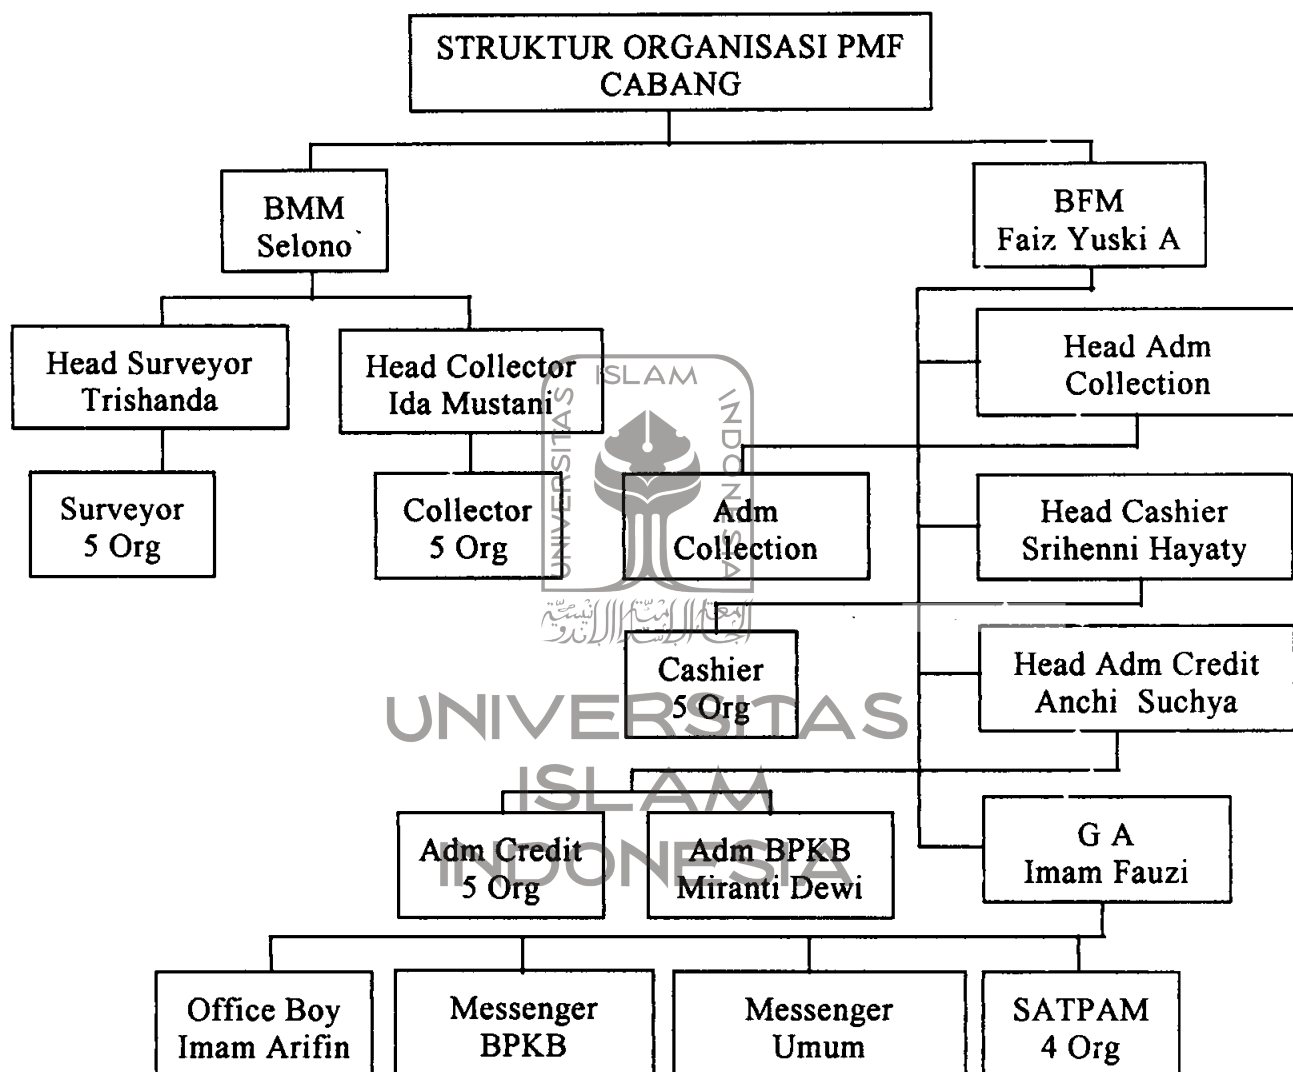 STRUKTUR ORGANISASI PMF
CABANG
BMM
Selono
BFM
Faiz Yuski A
Head Surveyor
Trishanda
Head Collector
Ida Mustani
Head Adm
Collection
Surveyor
5 Org
Collector
5 Org
Adm
Collection
Head Cashier
Srihenni Hayaty
Cashier
5 Org
Head Adm Credit
Anchi Suchya
Adm Credit
5 Org
Adm BPKB
Miranti Dewi
G A
Imam Fauzi
Office Boy
Imam Arifin
Messenger
BPKB
Messenger
Umum
SATPAM
4 Org
UNIVERSITAS
ISLAM
INDONESIA
UNIVERSITAS
ISLAM
INDONESIA